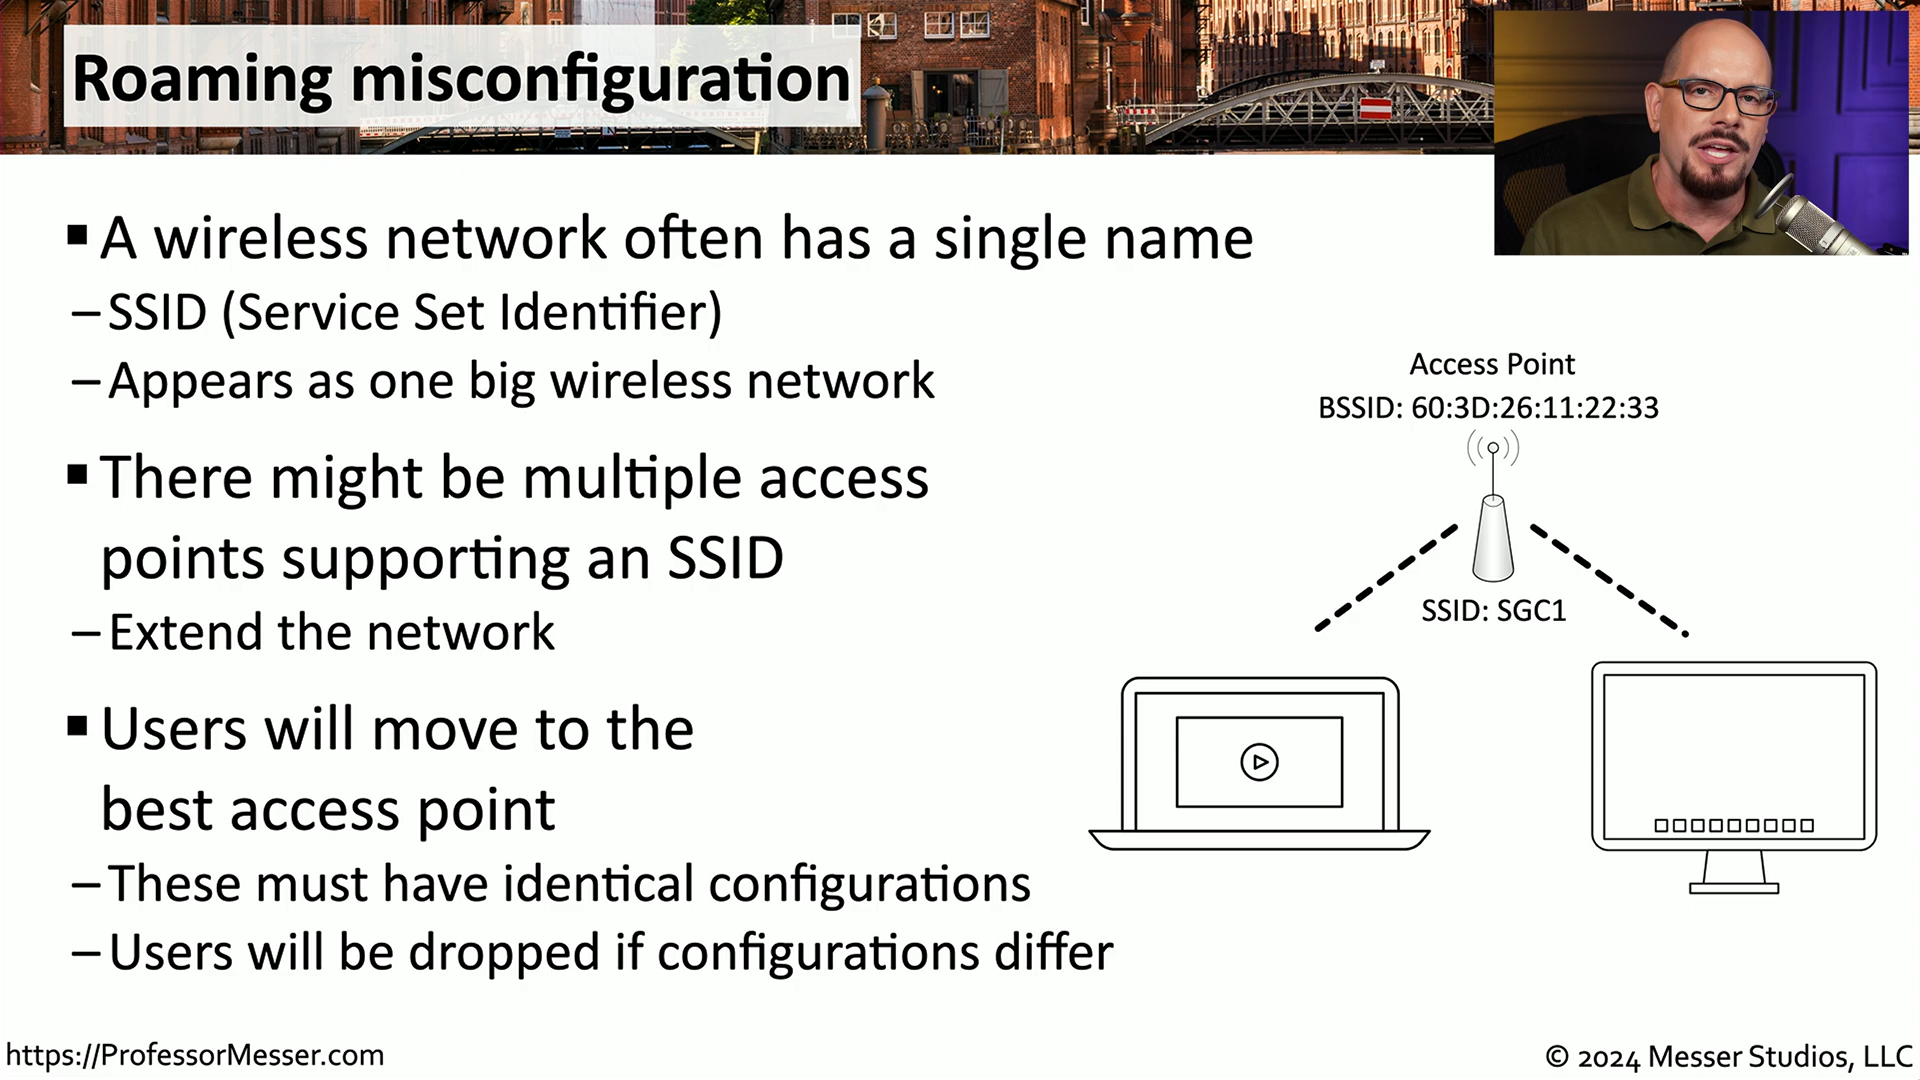 Roaming misconfiguration
▪ A wireless network often has a single name
– SSID (Service Set Identifier)
– Appears as one big wireless network
▪ There might be multiple access
points supporting an SSID
– Extend the network
▪ Users will move to the
best access point
– These must have identical configurations
– Users will be dropped if configurations differ
Access Point
BSSID: 60:3D:26:11:22:33
SSID: SGC1
https://ProfessorMesser.com
© 2024 Messer Studios, LLC